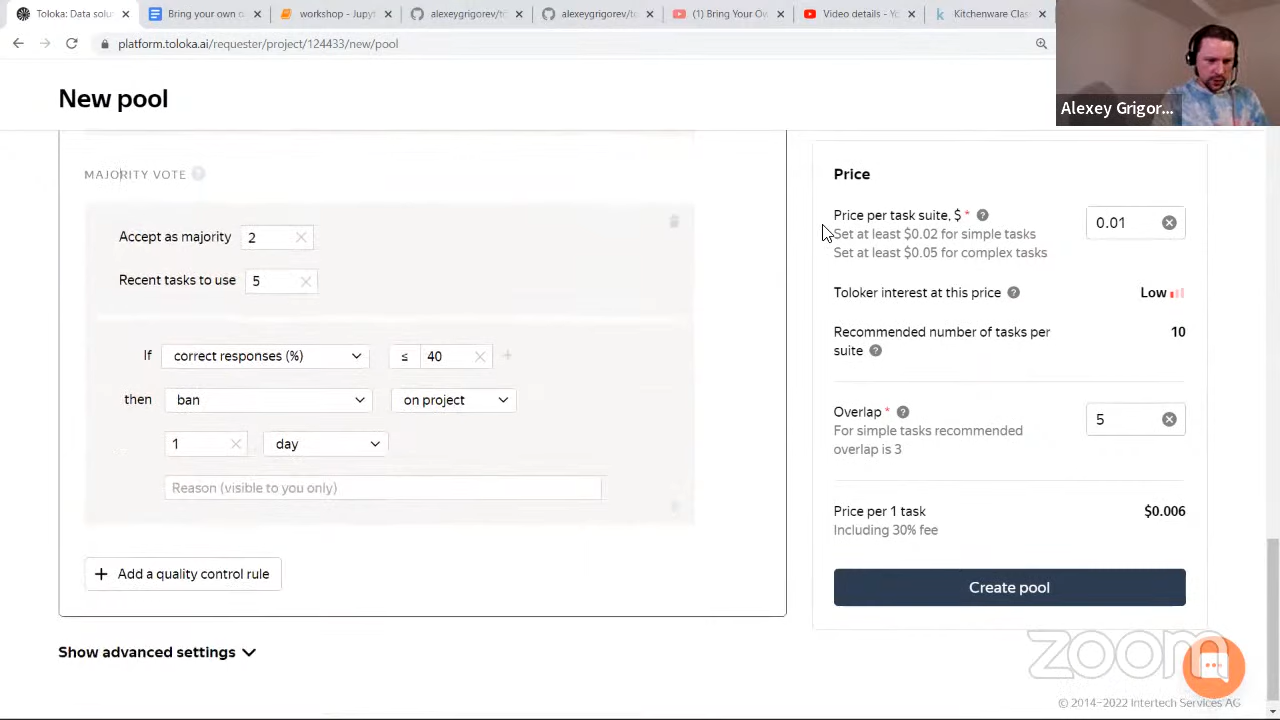 Toloka: Data solu
Bring your own d
workshop - Jupyt
alexeygrigorev/t
alexeygrigorev/t
(1) Bring Your O
Video details - Yo
Kitchenware Clas
platform.toloka.ai/requester/project/124433/new/pool
New pool
Alexey Grigor...
MAJORITY VOTE
Accept as majority 2
Recent tasks to use 5
If correct responses (%) ≤ 40
then ban on project
1 day
Reason (visible to you only)
+ Add a quality control rule
Show advanced settings
Price
Price per task suite, $ * 0.01
Set at least $0.02 for simple tasks
Set at least $0.05 for complex tasks
Toloker interest at this price Low
Recommended number of tasks per suite 10
Overlap * 5
For simple tasks recommended
overlap is 3
Price per 1 task $0.006
Including 30% fee
Create pool
zoom
© 2014–2022 Intertech Services AG